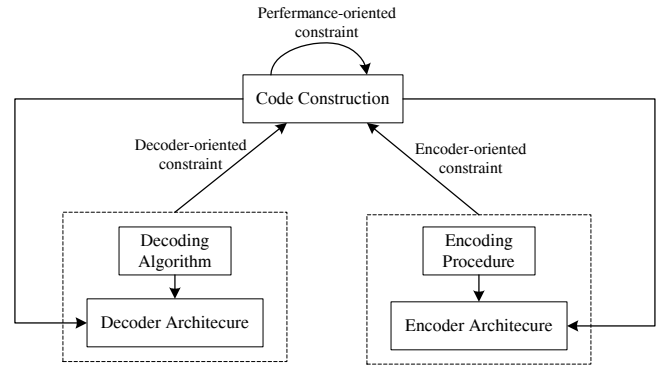 Perfermance-oriented
constraint
Code Construction
Decoder-oriented
constraint
Encoder-oriented
constraint
Decoding
Algorithm
Encoding
Procedure
Decoder Architecure
Encoder Architecure